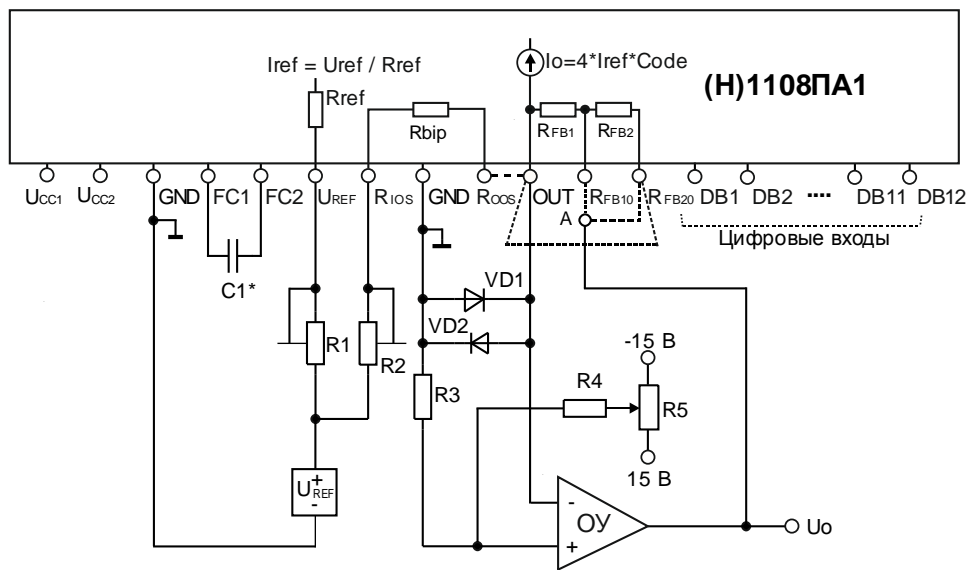 Iref = Uref / Rref
Io=4*Iref*Code
(Н)1108ПА1
Rref
Rbip
RFB1
RFB2
UCC1
UCC2
GND
FC1
FC2
UREF
RIOS
GND
ROOS
OUT
RFB10
RFB20
DB1
DB2
DB11
DB12
A
Цифровые входы
C1*
VD1
VD2
R1
R2
R3
R4
-15 В
R5
15 В
UREF
+
-
-
+
ОУ
Uo